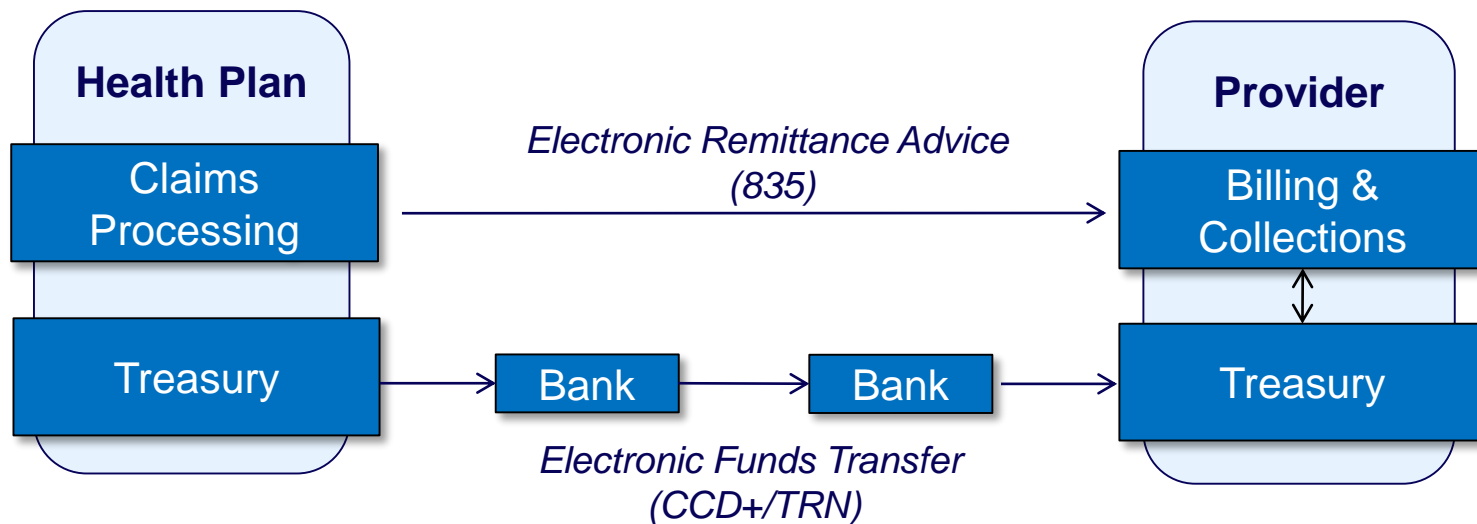 Health Plan
Claims
Processing
Treasury
Electronic Remittance Advice
(835)
Bank
Bank
Electronic Funds Transfer
(CCD+/TRN)
Provider
Billing &
Collections
Treasury